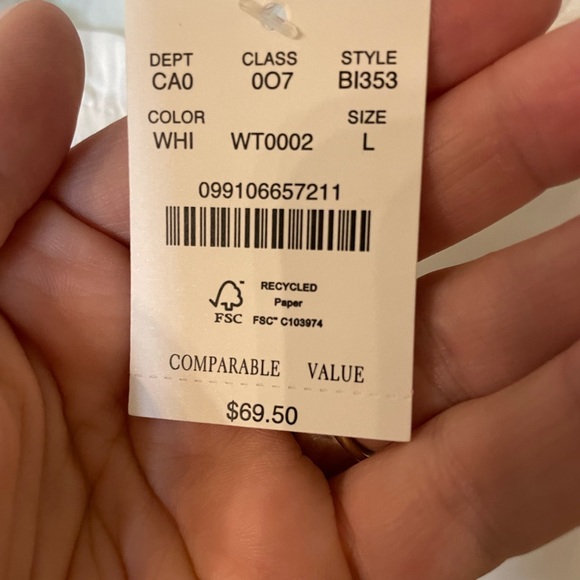 DEPT CLASS STYLE
CA0 0O7 BI353
COLOR SIZE
WHI WT0002 L
099106657211
RECYCLED
Paper
FSC FSC™ C103974
COMPARABLE VALUE
$69.50